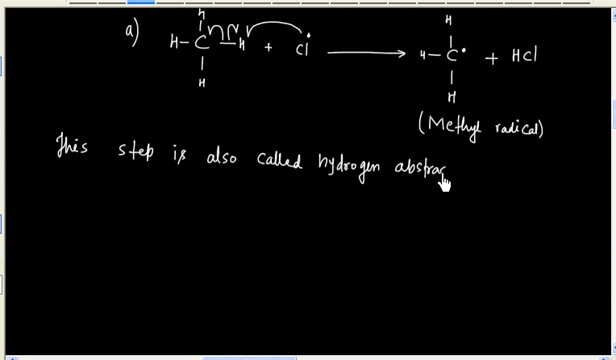 H
a) H - C - H + Cl• → H - C• + HCl
H H
(Methyl radical)
This step is also called hydrogen abstrac